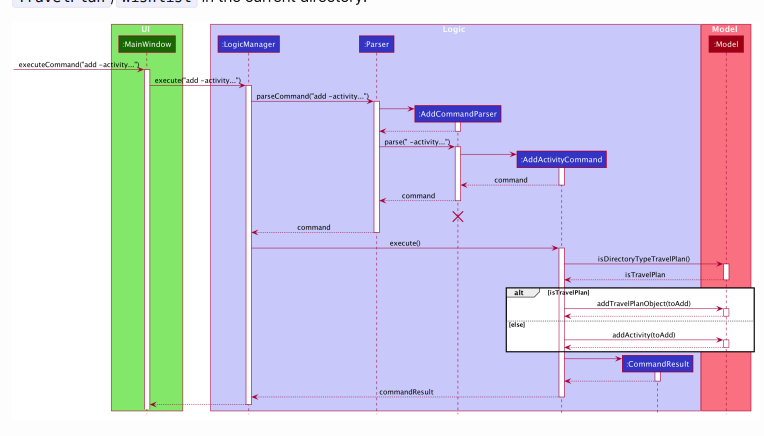 TravelPlan / Wishlist in the current directory.
UI
Logic
Model
:MainWindow
:LogicManager
:Parser
:Model
executeCommand("add -activity...")
execute("add -activity...")
parseCommand("add -activity...")
:AddCommandParser
parse(" -activity...")
:AddActivityCommand
command
command
command
execute()
isDirectoryTypeTravelPlan()
isTravelPlan
alt
[isTravelPlan]
addTravelPlanObject(toAdd)
[else]
addActivity(toAdd)
:CommandResult
commandResult